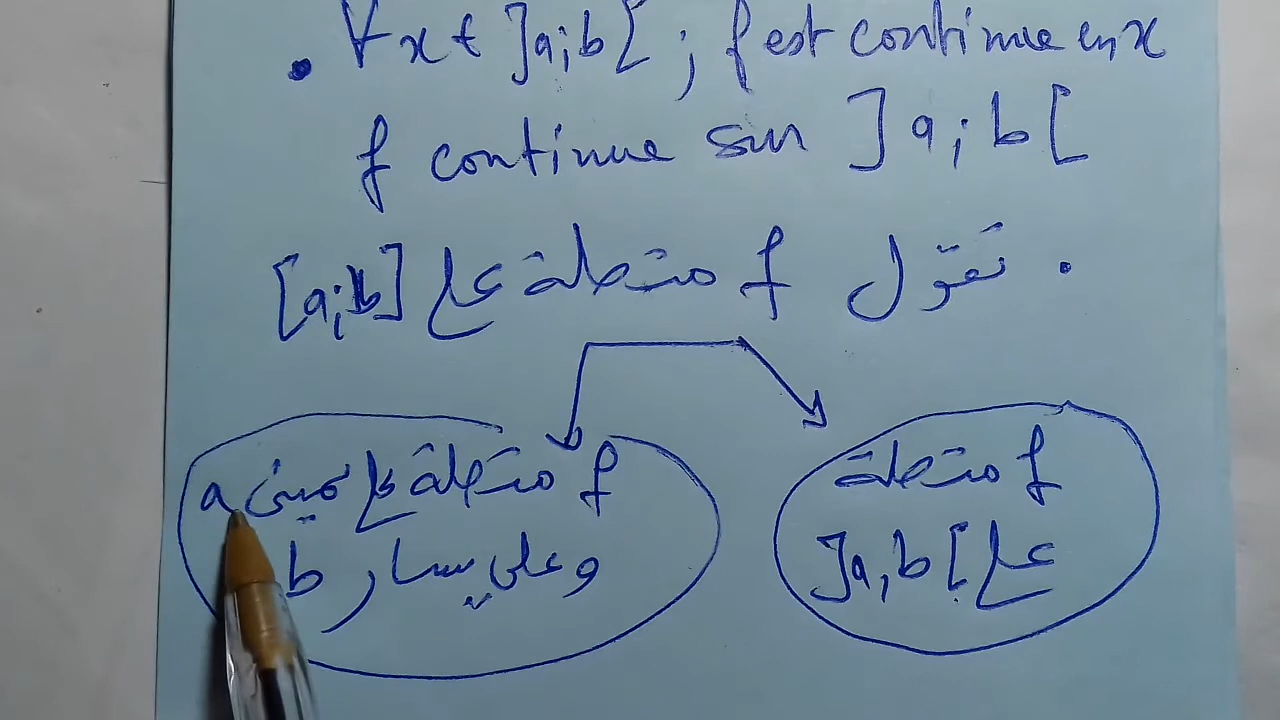 . ∀x ∈ ]a;b[ ; f est continue en x
f continue sur ]a;b[
. نقول f متصلة على [a;b]
f متصلة
على ]a,b[
f متصلة على يمين a
وعلى يسار b